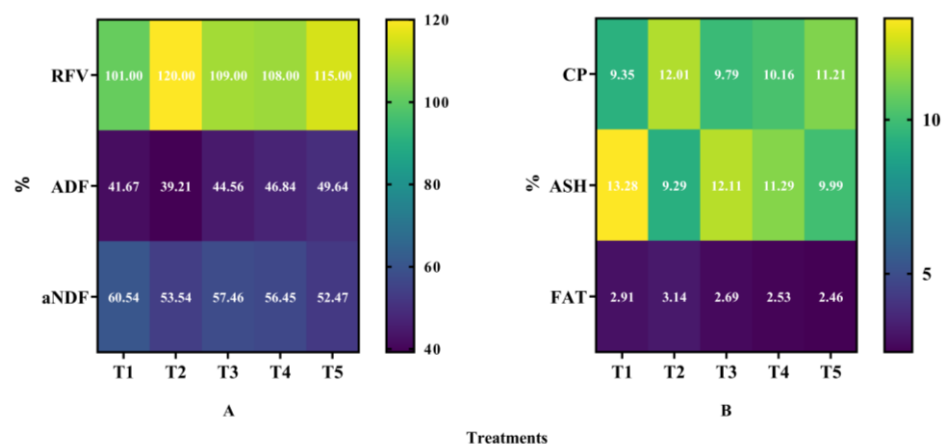 120
RFV 101.00 120.00 109.00 108.00 115.00
100
% ADF 41.67 39.21 44.56 46.84 49.64
80
60
aNDF 60.54 53.54 57.46 56.45 52.47
40
T1 T2 T3 T4 T5
A
CP 9.35 12.01 9.79 10.16 11.21
10
% ASH 13.28 9.29 12.11 11.29 9.99
5
FAT 2.91 3.14 2.69 2.53 2.46
T1 T2 T3 T4 T5
B
Treatments